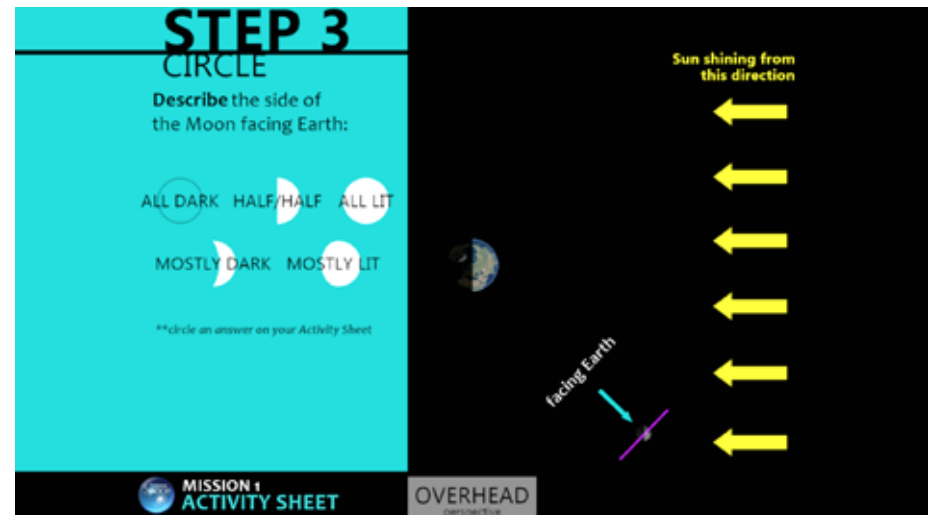 STEP 3
CIRCLE
Describe the side of
the Moon facing Earth:
ALL DARK HALF/HALF ALL LIT
MOSTLY DARK MOSTLY LIT
**circle an answer on your Activity Sheet
MISSION 1
ACTIVITY SHEET
Sun shining from
this direction
facing Earth
OVERHEAD
perspective